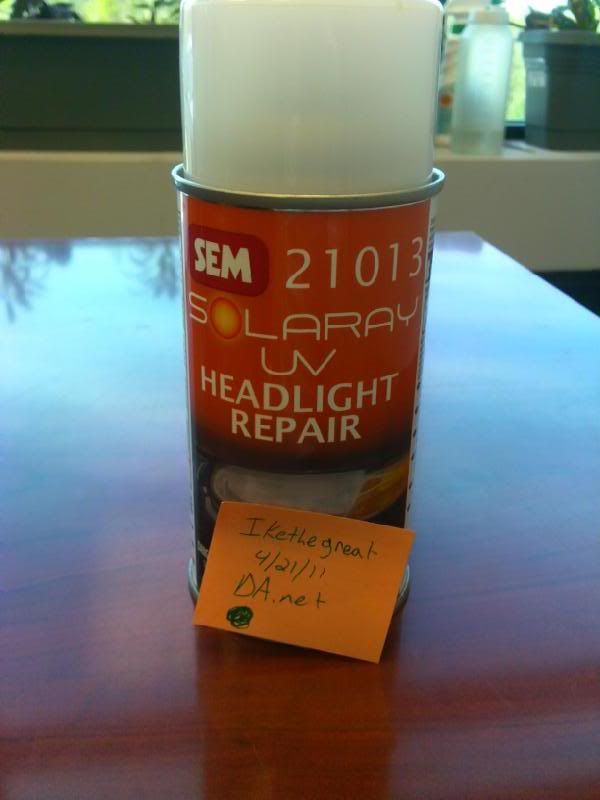 SEM 21013
SOLARAY
UV
HEADLIGHT
REPAIR
Ikethegreat
4/21/11
DA.net